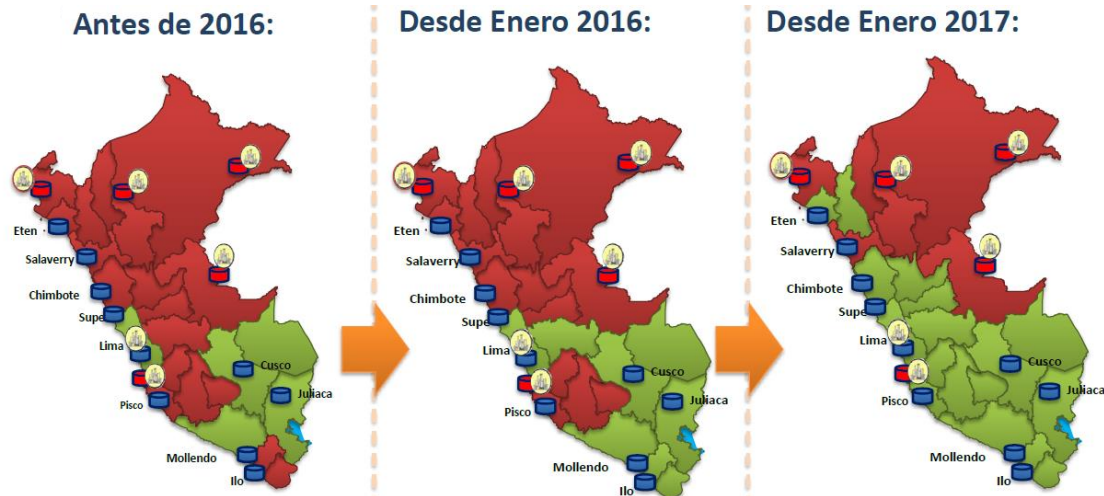 Antes de 2016:
Eten
Salaverry
Chimbote
Supe
Lima
Pisco
Cusco
Juliaca
Mollendo
Ilo
Desde Enero 2016:
Eten
Salaverry
Chimbote
Supe
Lima
Pisco
Cusco
Juliaca
Mollendo
Ilo
Desde Enero 2017:
Eten
Salaverry
Chimbote
Supe
Lima
Pisco
Cusco
Juliaca
Mollendo
Ilo